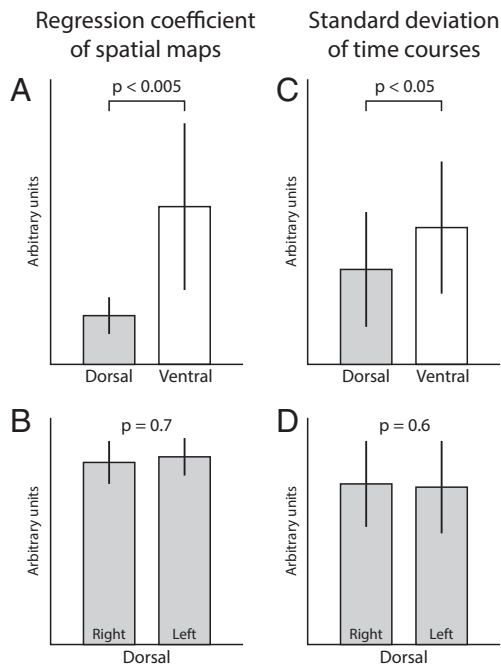 Regression coefficient
of spatial maps
Standard deviation
of time courses
A
p < 0.005
Arbitrary units
Dorsal
Ventral
C
p < 0.05
Arbitrary units
Dorsal
Ventral
B
p = 0.7
Arbitrary units
Right
Left
Dorsal
D
p = 0.6
Arbitrary units
Right
Left
Dorsal